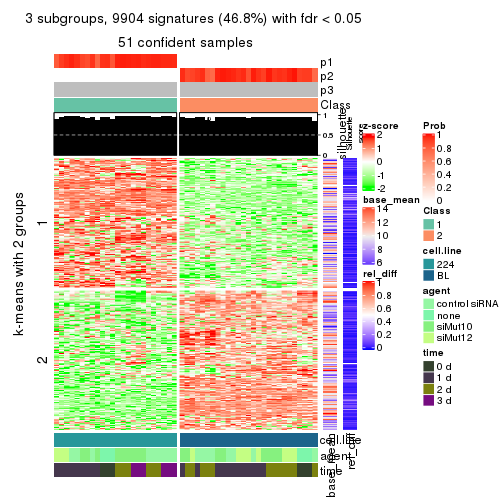 3 subgroups, 9904 signatures (46.8%) with fdr < 0.05
51 confident samples
p1
p2
p3
Class
1
0.5
0
silhouette
score
k-means with 2 groups
1
2
cell.line
agent
time
base_mean
rel_diff
z-score
2
1
0
-1
-2
base_mean
14
12
10
8
6
rel_diff
1
0.8
0.6
0.4
0.2
0
Prob
1
0.8
0.6
0.4
0.2
0
Class
1
2
cell.line
224
BL
agent
control siRNA
none
siMut10
siMut12
time
0 d
1 d
2 d
3 d